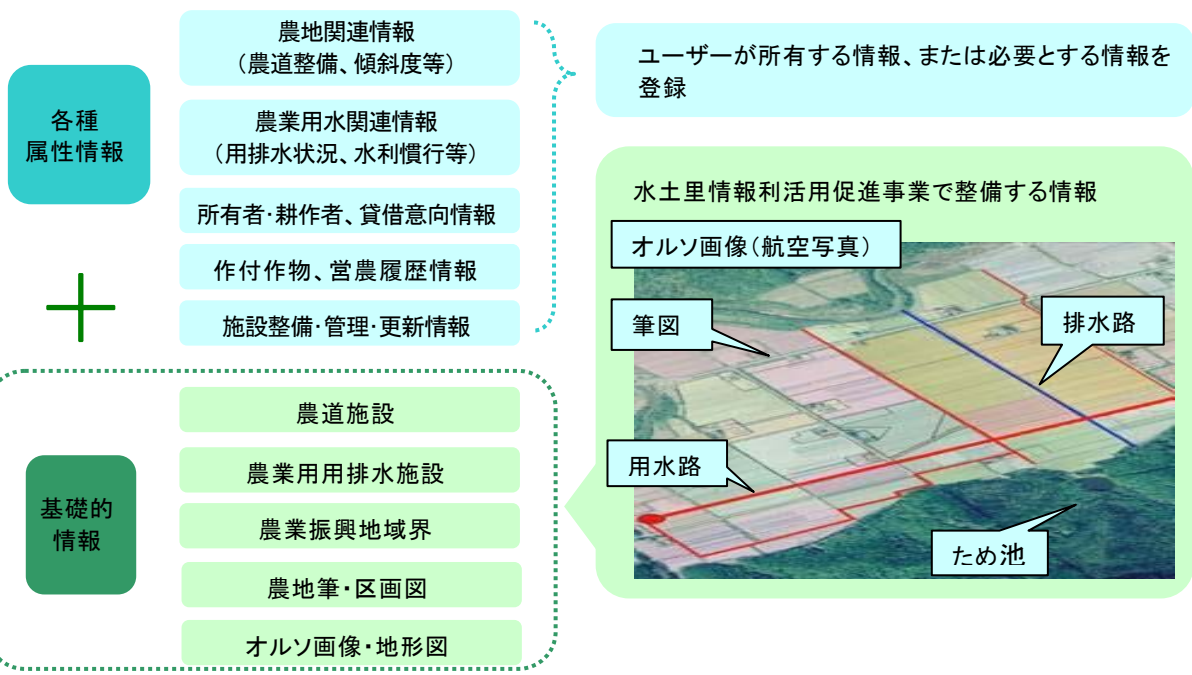 各種
属性情報
農地関連情報
(農道整備、傾斜度等)
農業用水関連情報
(用排水状況、水利慣行等)
所有者・耕作者、貸借意向情報
作付作物、営農履歴情報
施設整備・管理・更新情報
ユーザーが所有する情報、または必要とする情報を
登録
基礎的
情報
農道施設
農業用用排水施設
農業振興地域界
農地筆・区画図
オルソ画像・地形図
水土里情報利活用促進事業で整備する情報
オルソ画像(航空写真)
筆図
排水路
用水路
ため池